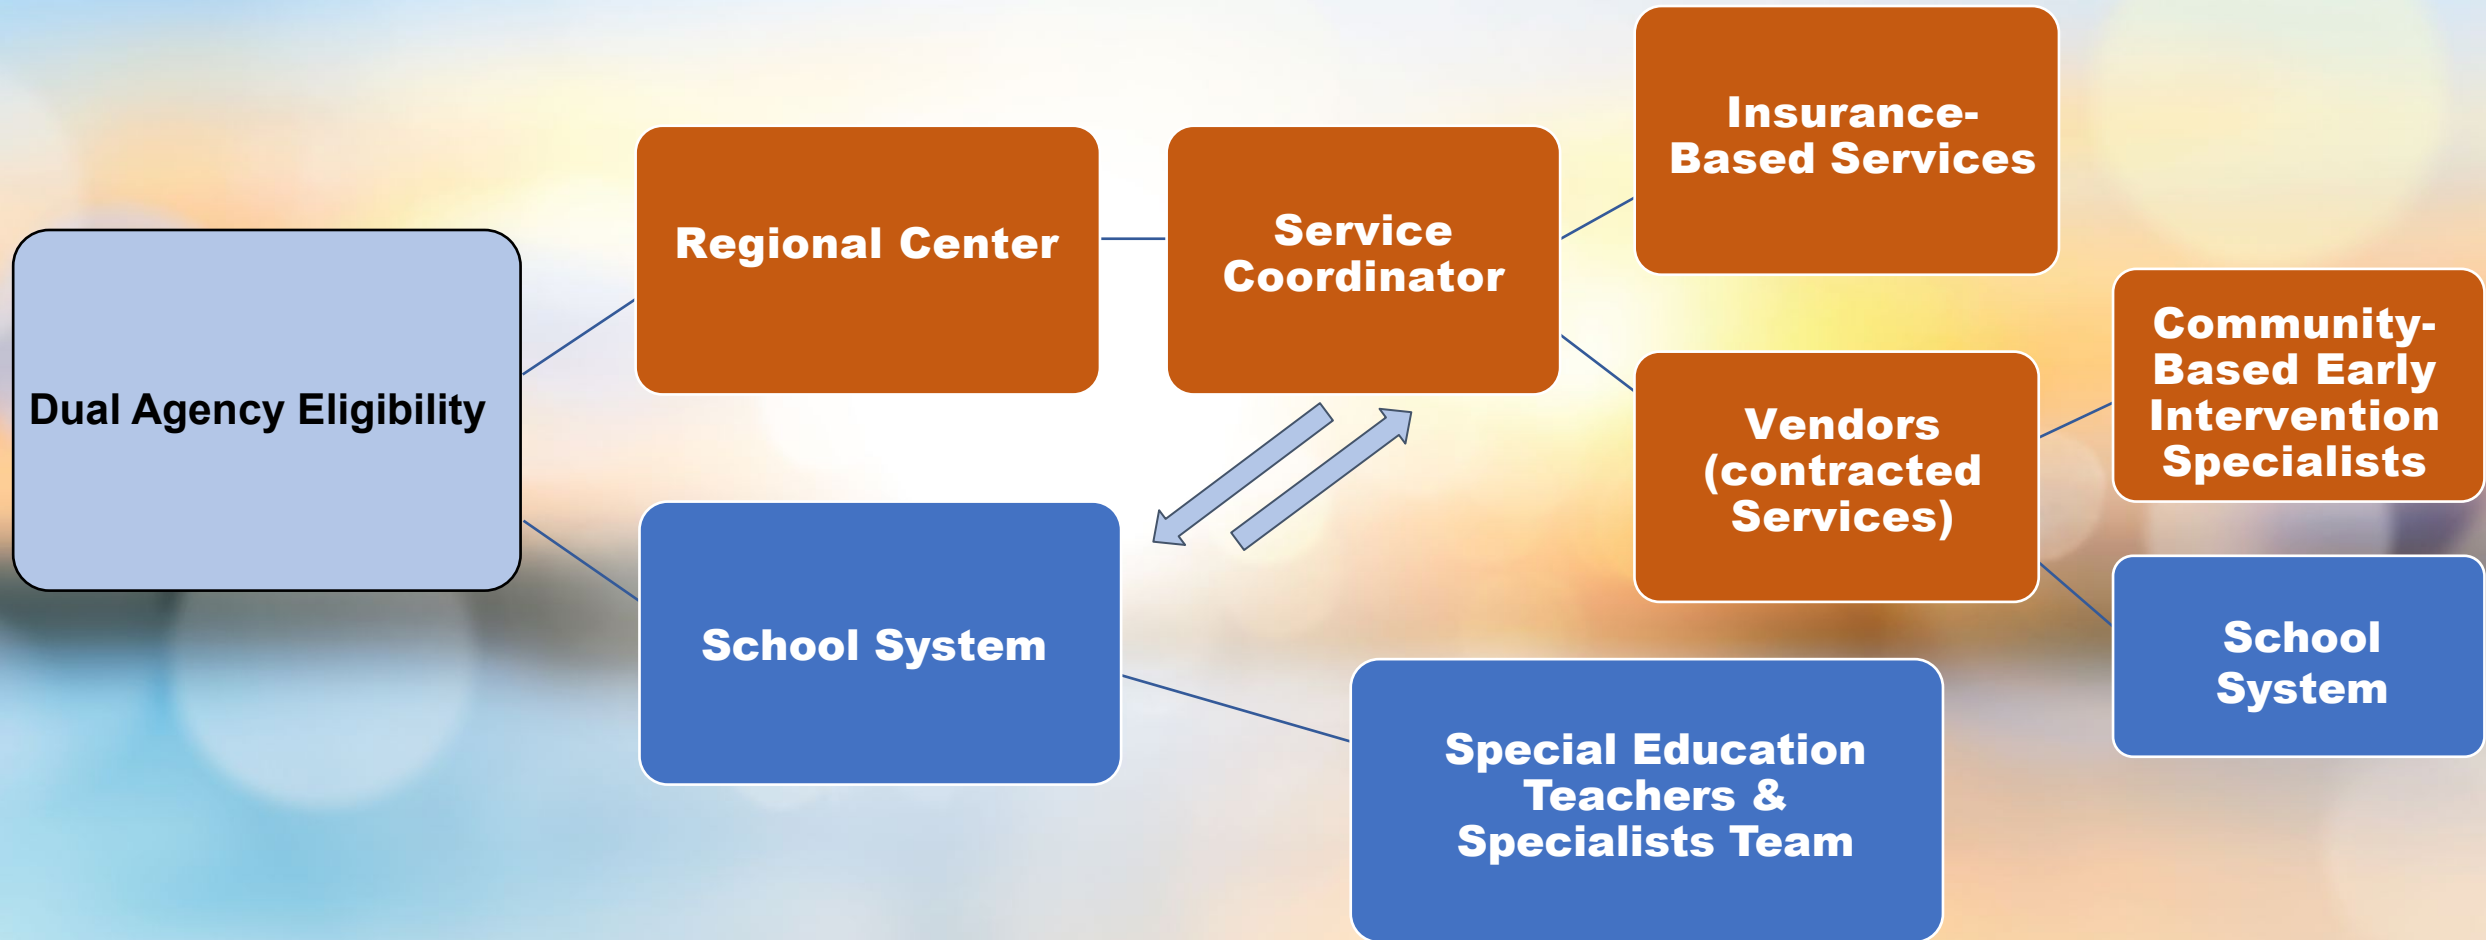 Dual Agency Eligibility
Regional Center
Service
Coordinator
Insurance-
Based Services
Vendors
(contracted
Services)
Community-
Based Early
Intervention
Specialists
School
System
School System
Special Education
Teachers &
Specialists Team